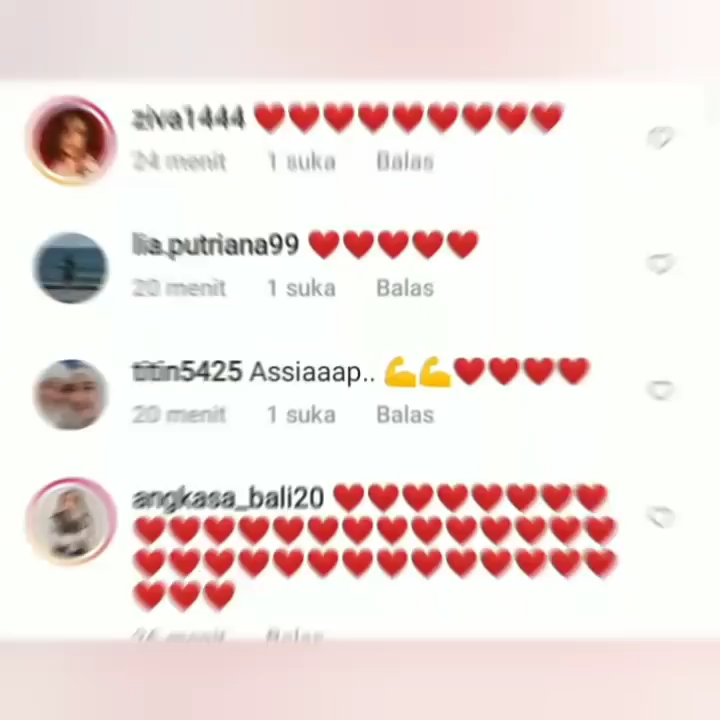 ziva1444 ❤️❤️❤️❤️❤️❤️❤️❤️❤️
24 menit 1 suka Balas
lia.putriana99 ❤️❤️❤️❤️❤️
20 menit 1 suka Balas
titin5425 Assiaaap.. 💪💪❤️❤️❤️❤️
20 menit 1 suka Balas
angkasa_bali20 ❤️❤️❤️❤️❤️❤️❤️❤️
❤️❤️❤️❤️❤️❤️❤️❤️❤️❤️❤️❤️❤️❤️
❤️❤️❤️❤️❤️❤️❤️❤️❤️❤️❤️❤️❤️❤️
❤️❤️❤️
menit Balas